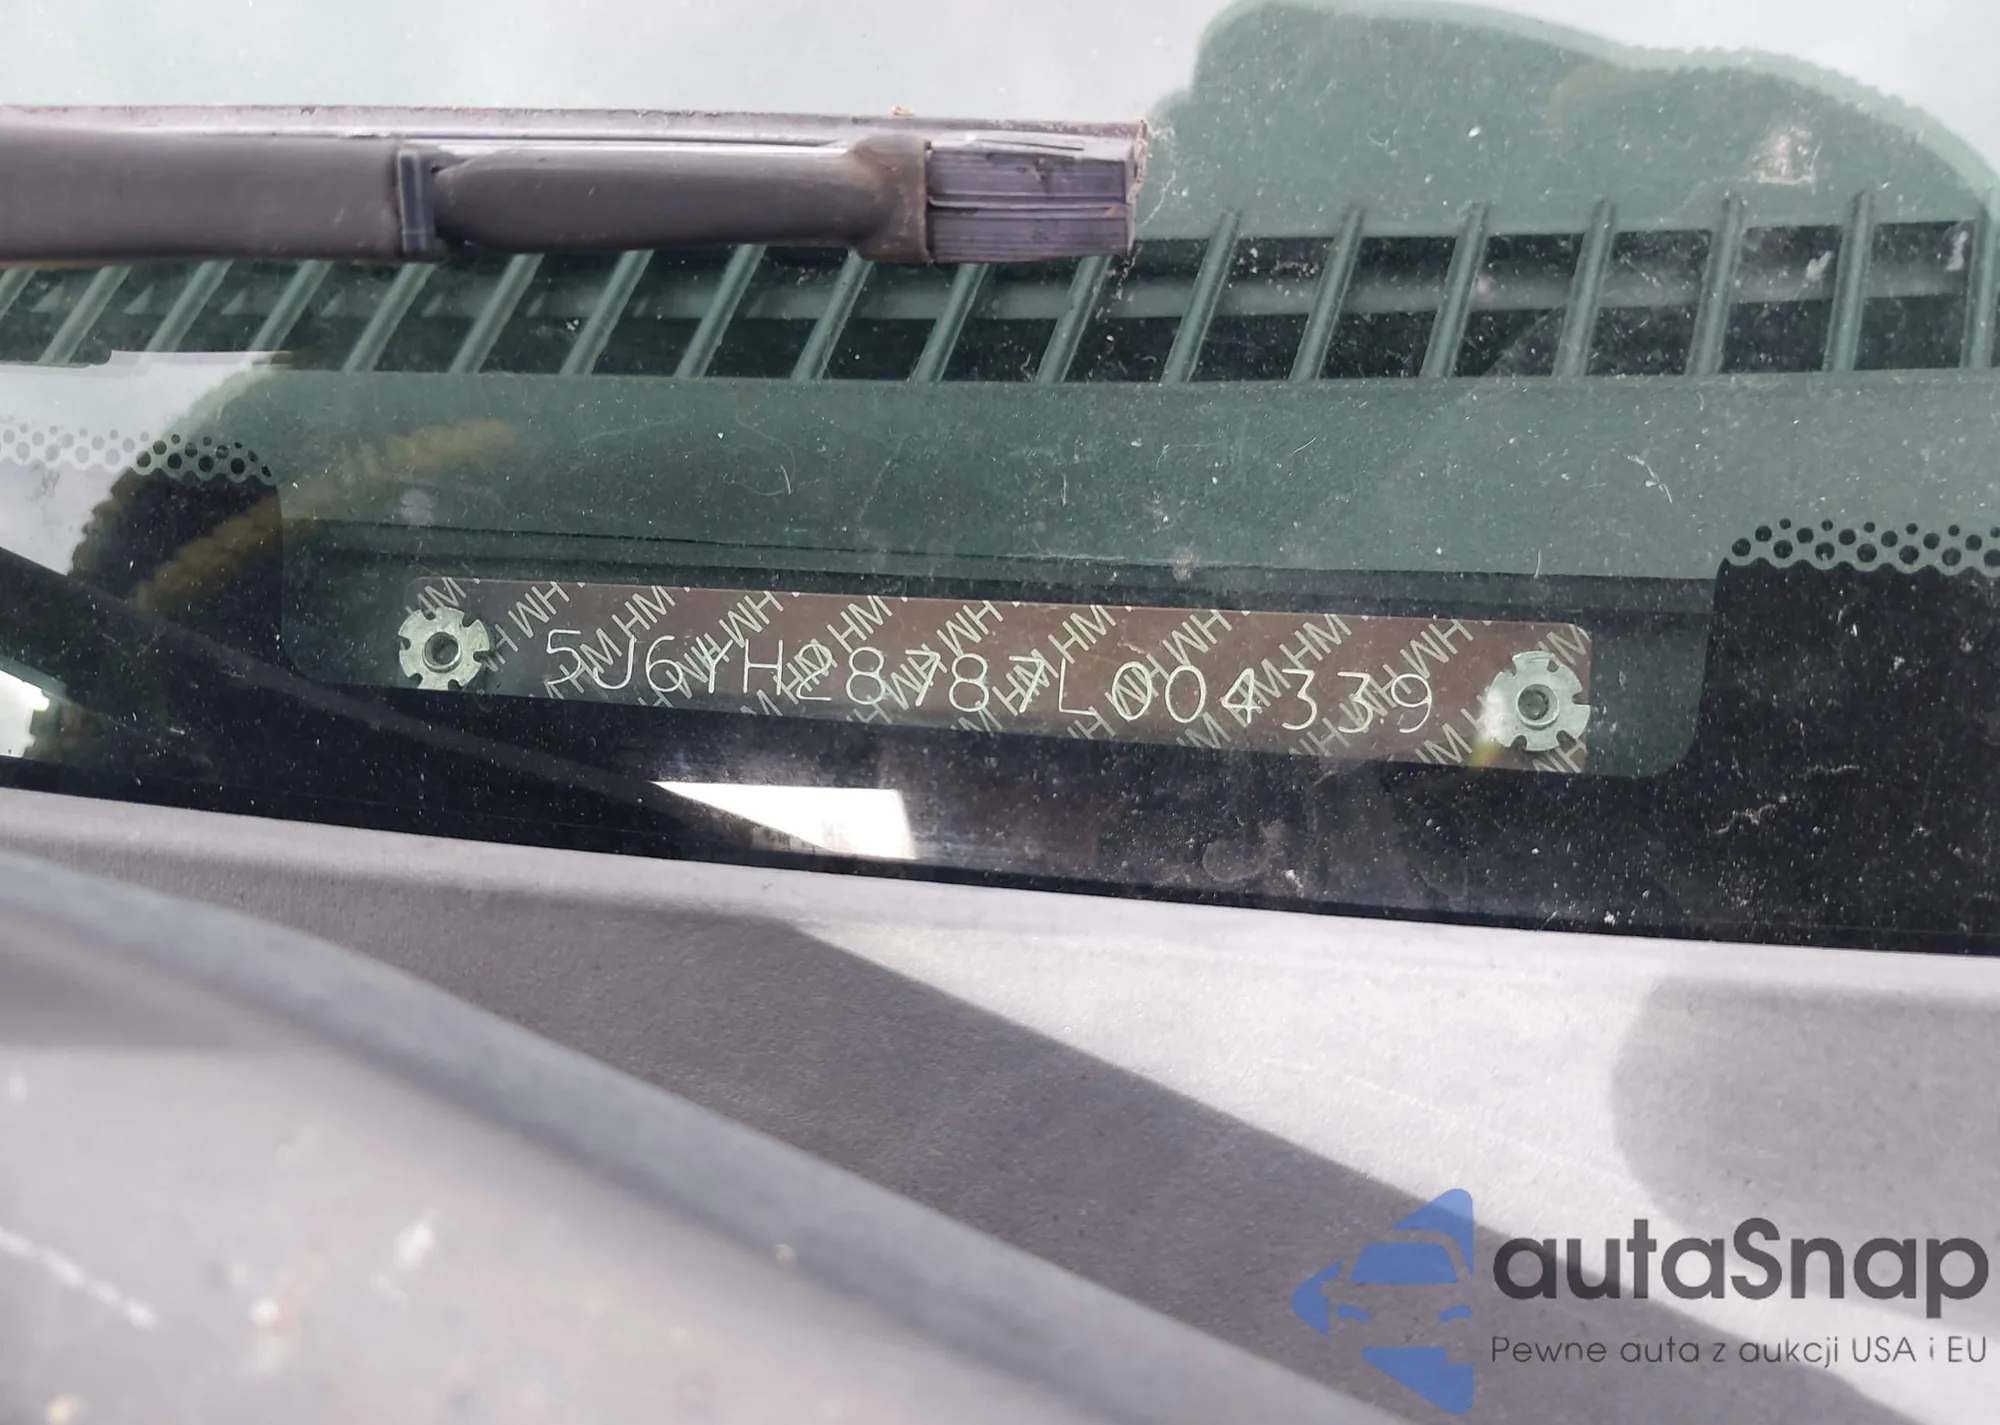 5J6YH28787L004339
autaSnap
Pewne auta z aukcji USA i EU